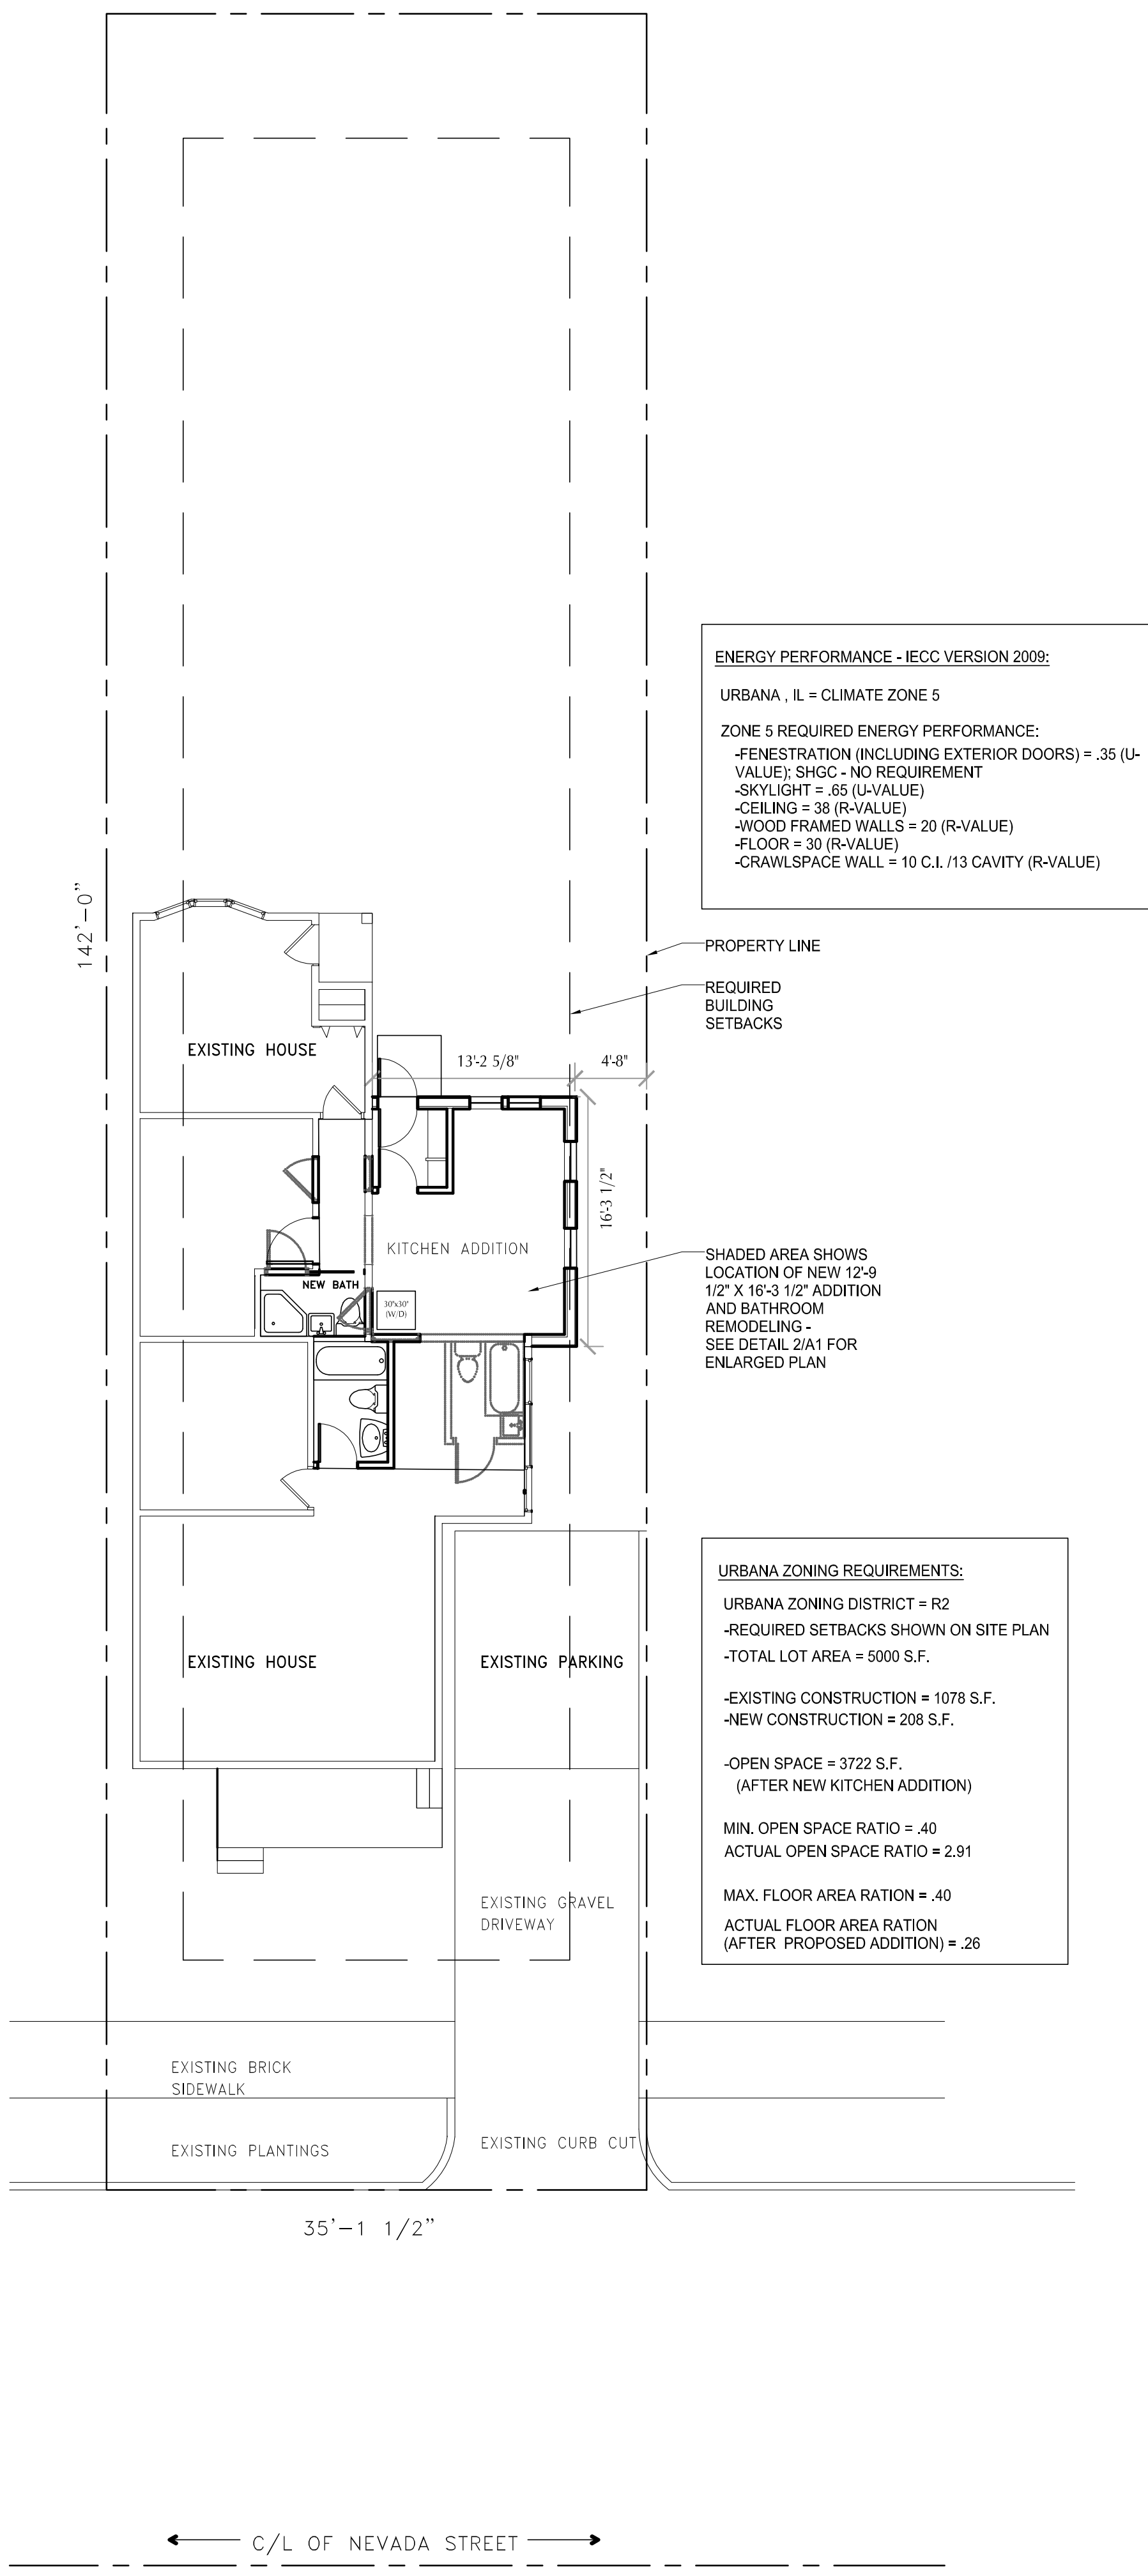 ENERGY PERFORMANCE - IECC VERSION 2009:
URBANA , IL = CLIMATE ZONE 5
ZONE 5 REQUIRED ENERGY PERFORMANCE:
-FENESTRATION (INCLUDING EXTERIOR DOORS) = .35 (U-
VALUE); SHGC - NO REQUIREMENT
-SKYLIGHT = .65 (U-VALUE)
-CEILING = 38 (R-VALUE)
-WOOD FRAMED WALLS = 20 (R-VALUE)
-FLOOR = 30 (R-VALUE)
-CRAWLSPACE WALL = 10 C.I. /13 CAVITY (R-VALUE)
142'-0"
PROPERTY LINE
REQUIRED
BUILDING
SETBACKS
EXISTING HOUSE
13'-2 5/8"
4'-8"
16'-3 1/2"
KITCHEN ADDITION
SHADED AREA SHOWS
LOCATION OF NEW 12'-9
1/2" X 16'-3 1/2" ADDITION
AND BATHROOM
REMODELING -
SEE DETAIL 2/A1 FOR
ENLARGED PLAN
NEW BATH
30"x30"
(W/D)
URBANA ZONING REQUIREMENTS:
URBANA ZONING DISTRICT = R2
-REQUIRED SETBACKS SHOWN ON SITE PLAN
-TOTAL LOT AREA = 5000 S.F.
-EXISTING CONSTRUCTION = 1078 S.F.
-NEW CONSTRUCTION = 208 S.F.
-OPEN SPACE = 3722 S.F.
(AFTER NEW KITCHEN ADDITION)
MIN. OPEN SPACE RATIO = .40
ACTUAL OPEN SPACE RATIO = 2.91
MAX. FLOOR AREA RATION = .40
ACTUAL FLOOR AREA RATION
(AFTER PROPOSED ADDITION) = .26
EXISTING HOUSE
EXISTING PARKING
EXISTING GRAVEL
DRIVEWAY
EXISTING BRICK
SIDEWALK
EXISTING PLANTINGS
EXISTING CURB CUT
35'-1 1/2"
C/L OF NEVADA STREET